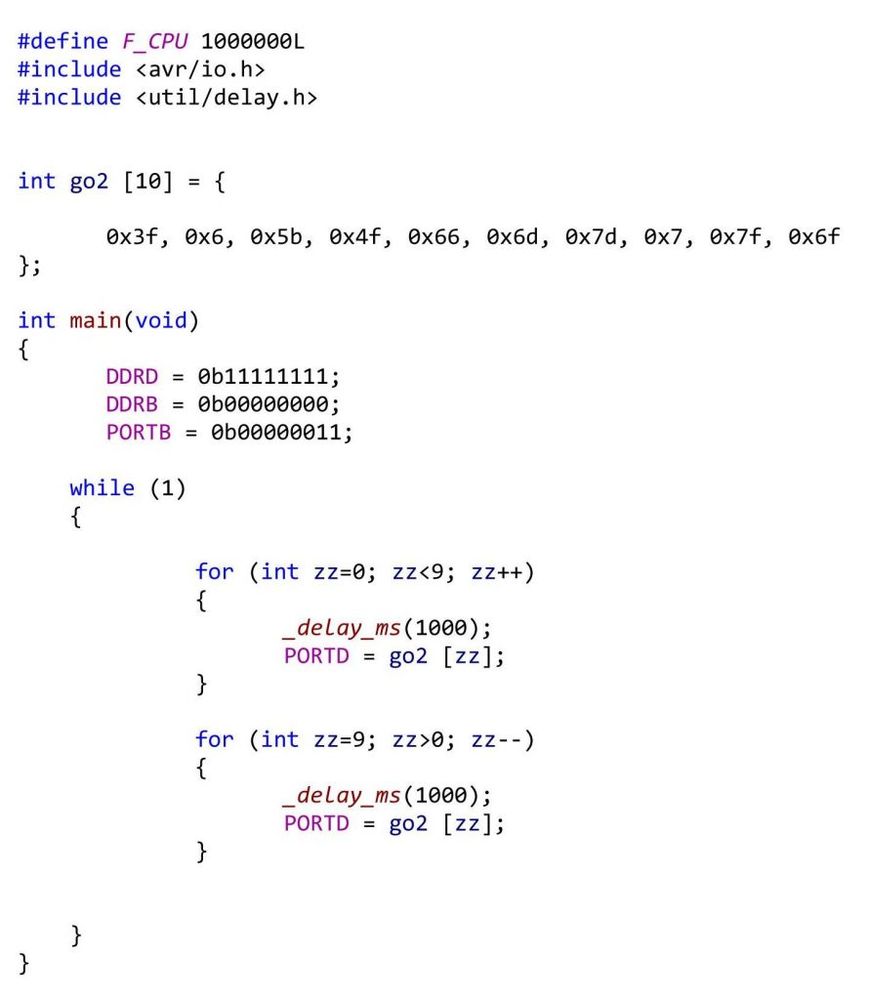 #define F_CPU 1000000L
#include <avr/io.h>
#include <util/delay.h>
int go2 [10] = {
0x3f, 0x6, 0x5b, 0x4f, 0x66, 0x6d, 0x7d, 0x7, 0x7f, 0x6f
};
int main(void)
{
DDRD = 0b11111111;
DDRB = 0b00000000;
PORTB = 0b00000011;
while (1)
{
for (int zz=0; zz<9; zz++)
{
_delay_ms(1000);
PORTD = go2 [zz];
}
for (int zz=9; zz>0; zz--)
{
_delay_ms(1000);
PORTD = go2 [zz];
}
}
}